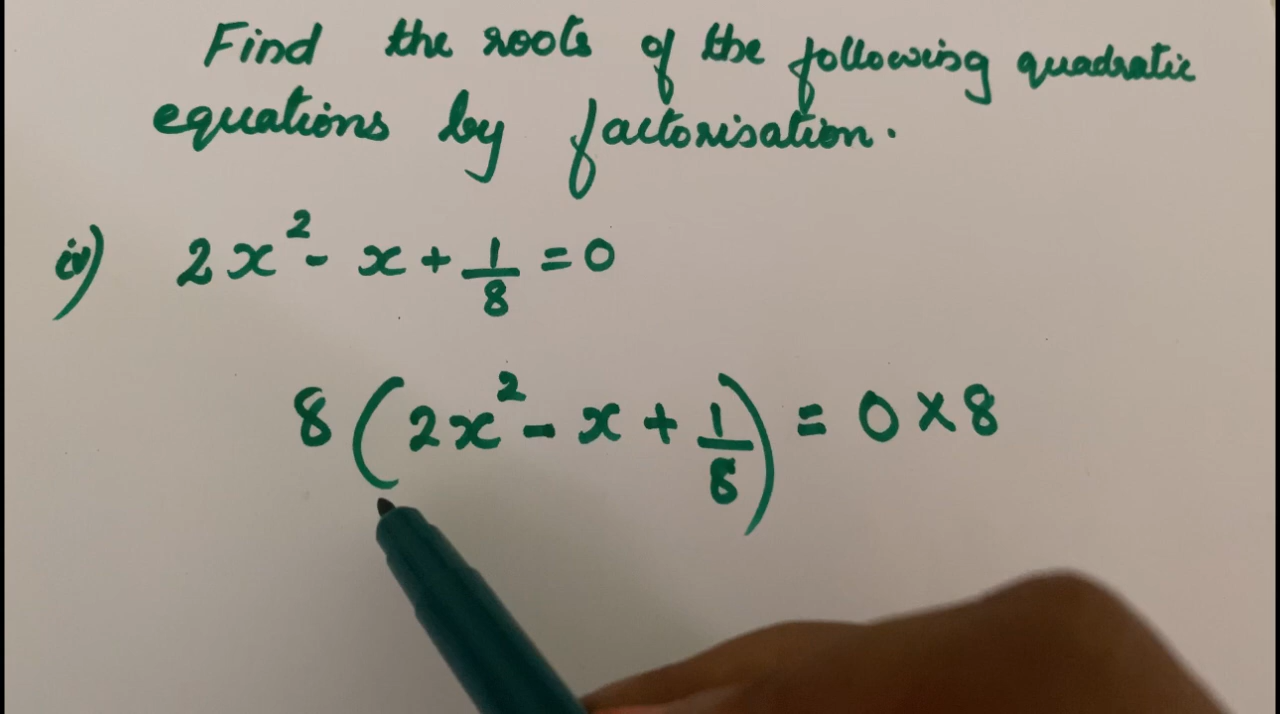 Find the roots of the following quadratic
equations by factorisation.
iv) 2x² - x + 1/8 = 0
8(2x² - x + 1/8) = 0 × 8